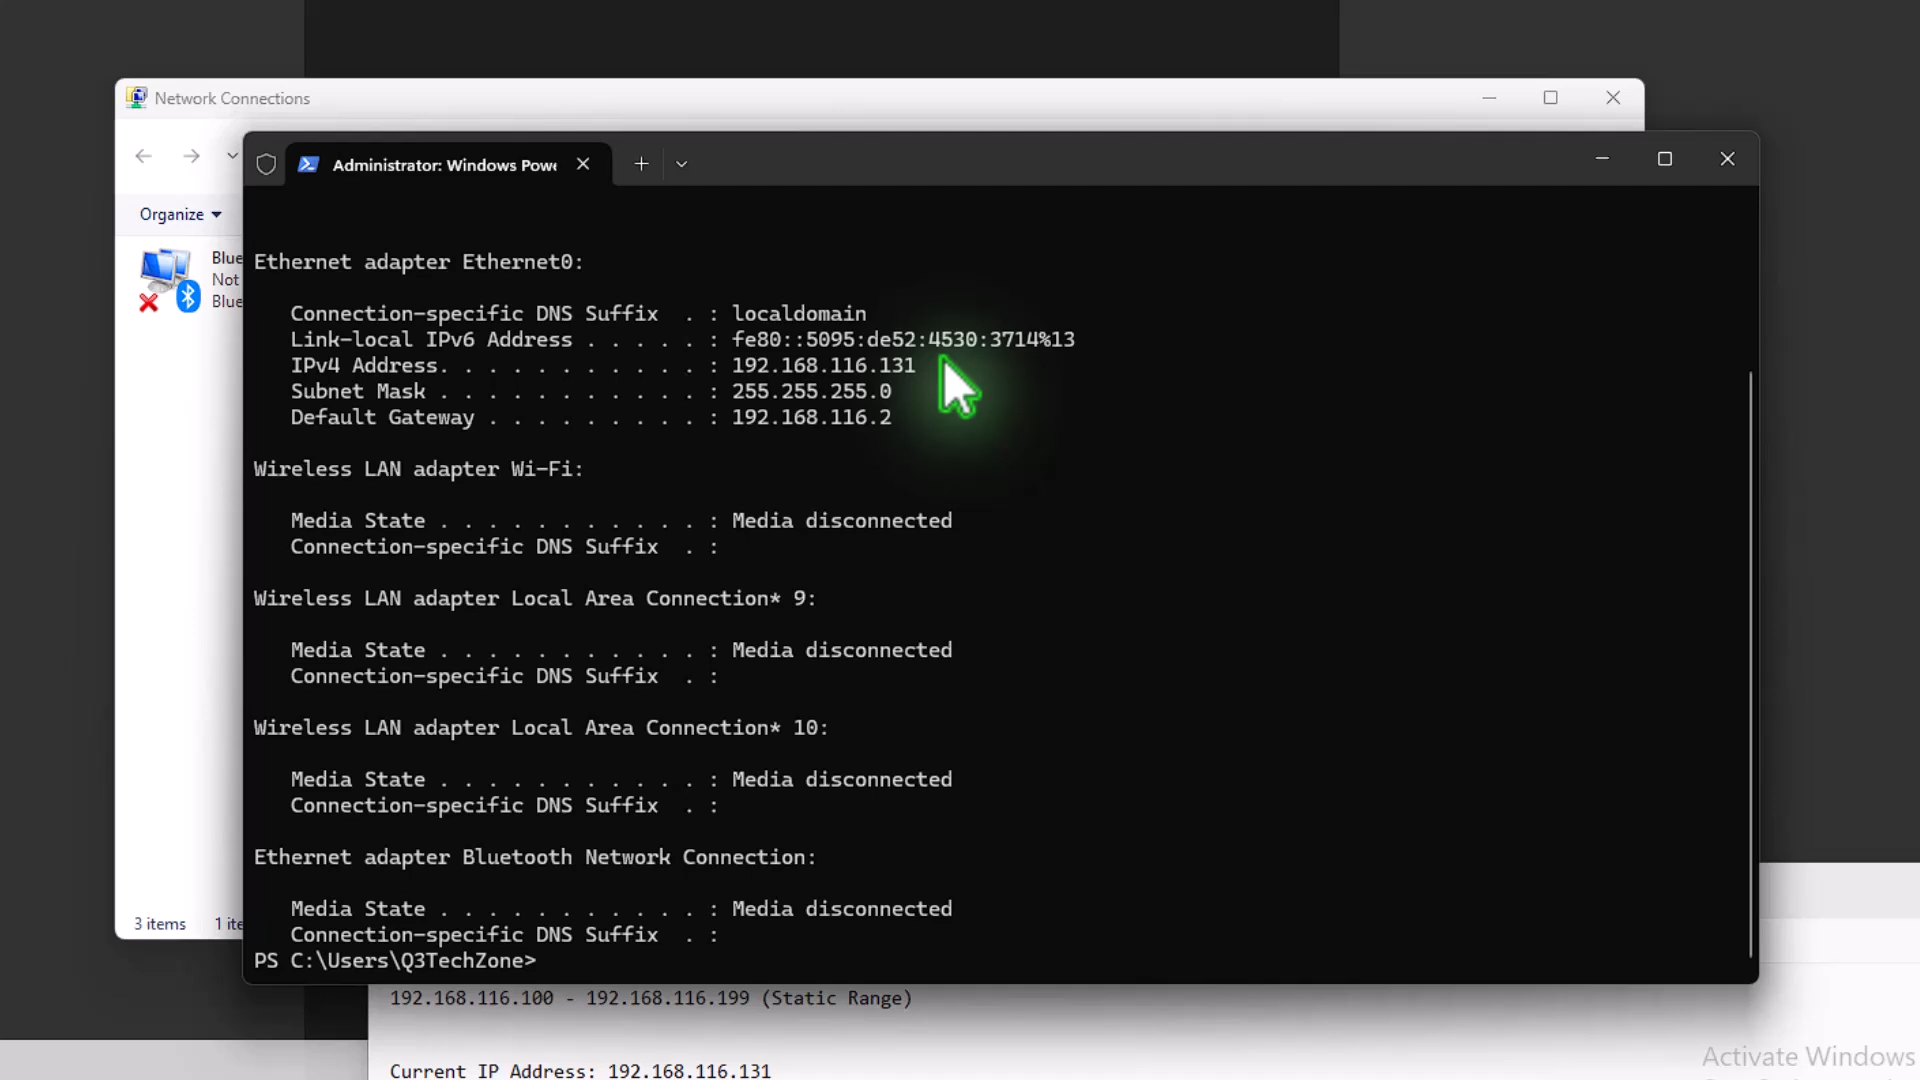 Network Connections
Administrator: Windows Powe
Organize
Blue
Not
Blue
Ethernet adapter Ethernet0:
Connection-specific DNS Suffix  . : localdomain
Link-local IPv6 Address . . . . . : fe80::5095:de52:4530:3714%13
IPv4 Address. . . . . . . . . . . : 192.168.116.131
Subnet Mask . . . . . . . . . . . : 255.255.255.0
Default Gateway . . . . . . . . . : 192.168.116.2
Wireless LAN adapter Wi-Fi:
Media State . . . . . . . . . . . : Media disconnected
Connection-specific DNS Suffix  . :
Wireless LAN adapter Local Area Connection* 9:
Media State . . . . . . . . . . . : Media disconnected
Connection-specific DNS Suffix  . :
Wireless LAN adapter Local Area Connection* 10:
Media State . . . . . . . . . . . : Media disconnected
Connection-specific DNS Suffix  . :
Ethernet adapter Bluetooth Network Connection:
Media State . . . . . . . . . . . : Media disconnected
Connection-specific DNS Suffix  . :
PS C:\Users\Q3TechZone>
3 items 1 ite
192.168.116.100 - 192.168.116.199 (Static Range)
Current IP Address: 192.168.116.131
Activate Windows